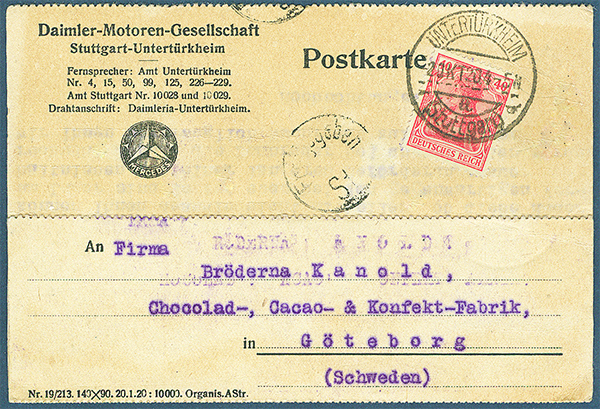 Daimler-Motoren-Gesellschaft
Stuttgart-Untertürkheim
Fernsprecher: Amt Untertürkheim
Nr. 4, 15, 50, 99, 125, 226—229.
Amt Stuttgart Nr. 10028 und 10029.
Drahtanschrift: Daimleria-Untertürkheim.
MERCEDES
Postkarte
UNTERTÜRKHEIM
DEUTSCHES REICH
An Firma
Bröderna Kanold,
Chocolad-, Cacao- & Konfekt-Fabrik,
in Göteborg
(Schweden)
Nr. 19/213. 140X90. 20.1.20 : 10000. Organis. AStr.